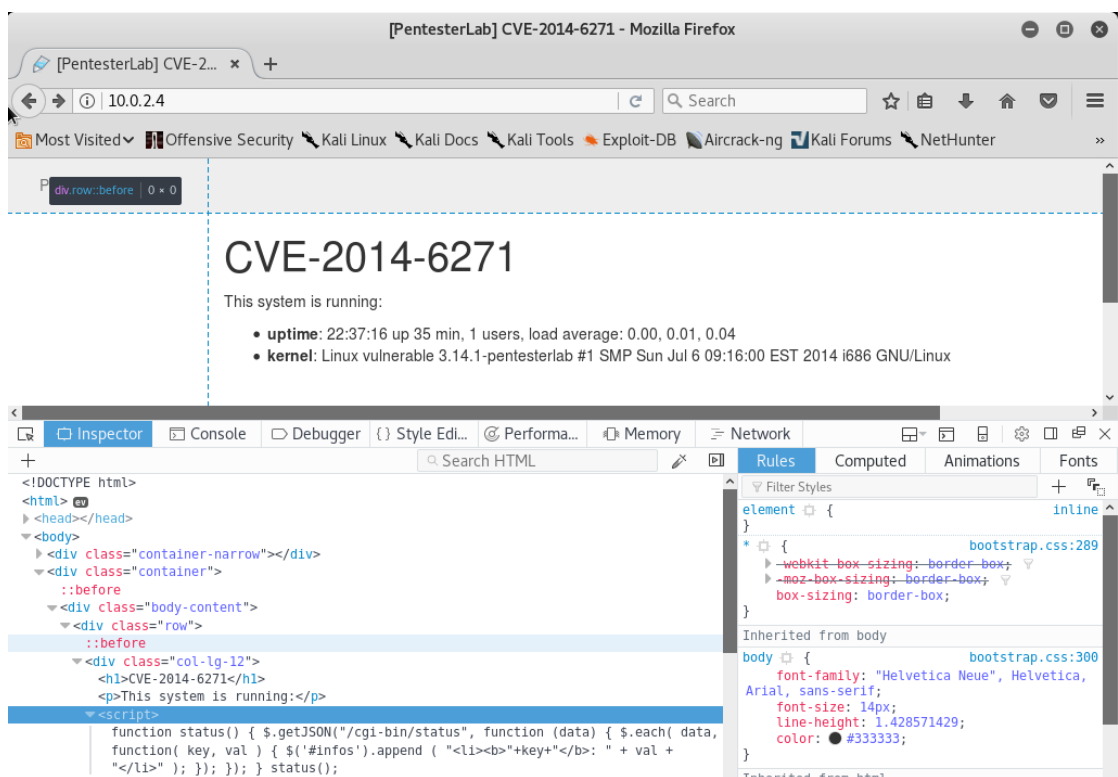 [PentesterLab] CVE-2014-6271 - Mozilla Firefox
[PentesterLab] CVE-2... × +
10.0.2.4 Search
Most Visited Offensive Security Kali Linux Kali Docs Kali Tools Exploit-DB Aircrack-ng Kali Forums NetHunter »
P div.row::before | 0 × 0
CVE-2014-6271
This system is running:
• uptime: 22:37:16 up 35 min, 1 users, load average: 0.00, 0.01, 0.04
• kernel: Linux vulnerable 3.14.1-pentesterlab #1 SMP Sun Jul 6 09:16:00 EST 2014 i686 GNU/Linux
Inspector Console Debugger {} Style Edi... Performa... Memory Network
+ Search HTML
<!DOCTYPE html>
<html> ev
<head></head>
<body>
<div class="container-narrow"></div>
<div class="container">
::before
<div class="body-content">
<div class="row">
::before
<div class="col-lg-12">
<h1>CVE-2014-6271</h1>
<p>This system is running:</p>
<script>
function status() { $.getJSON("/cgi-bin/status", function (data) { $.each( data,
function( key, val ) { $('#infos').append ( "<li><b>"+key+"</b>: " + val +
"</li>" ); }); }); } status();
Rules Computed Animations Fonts
Filter Styles +
element { inline
}
* { bootstrap.css:289
-webkit-box-sizing: border-box;
-moz-box-sizing: border-box;
box-sizing: border-box;
}
Inherited from body
body { bootstrap.css:300
font-family: "Helvetica Neue", Helvetica,
Arial, sans-serif;
font-size: 14px;
line-height: 1.428571429;
color: #333333;
}
Inherited from html